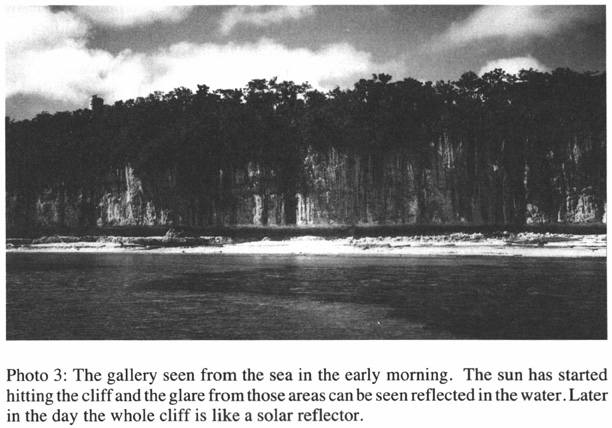 Photo 3: The gallery seen from the sea in the early morning. The sun has started
hitting the cliff and the glare from those areas can be seen reflected in the water. Later
in the day the whole cliff is like a solar reflector.